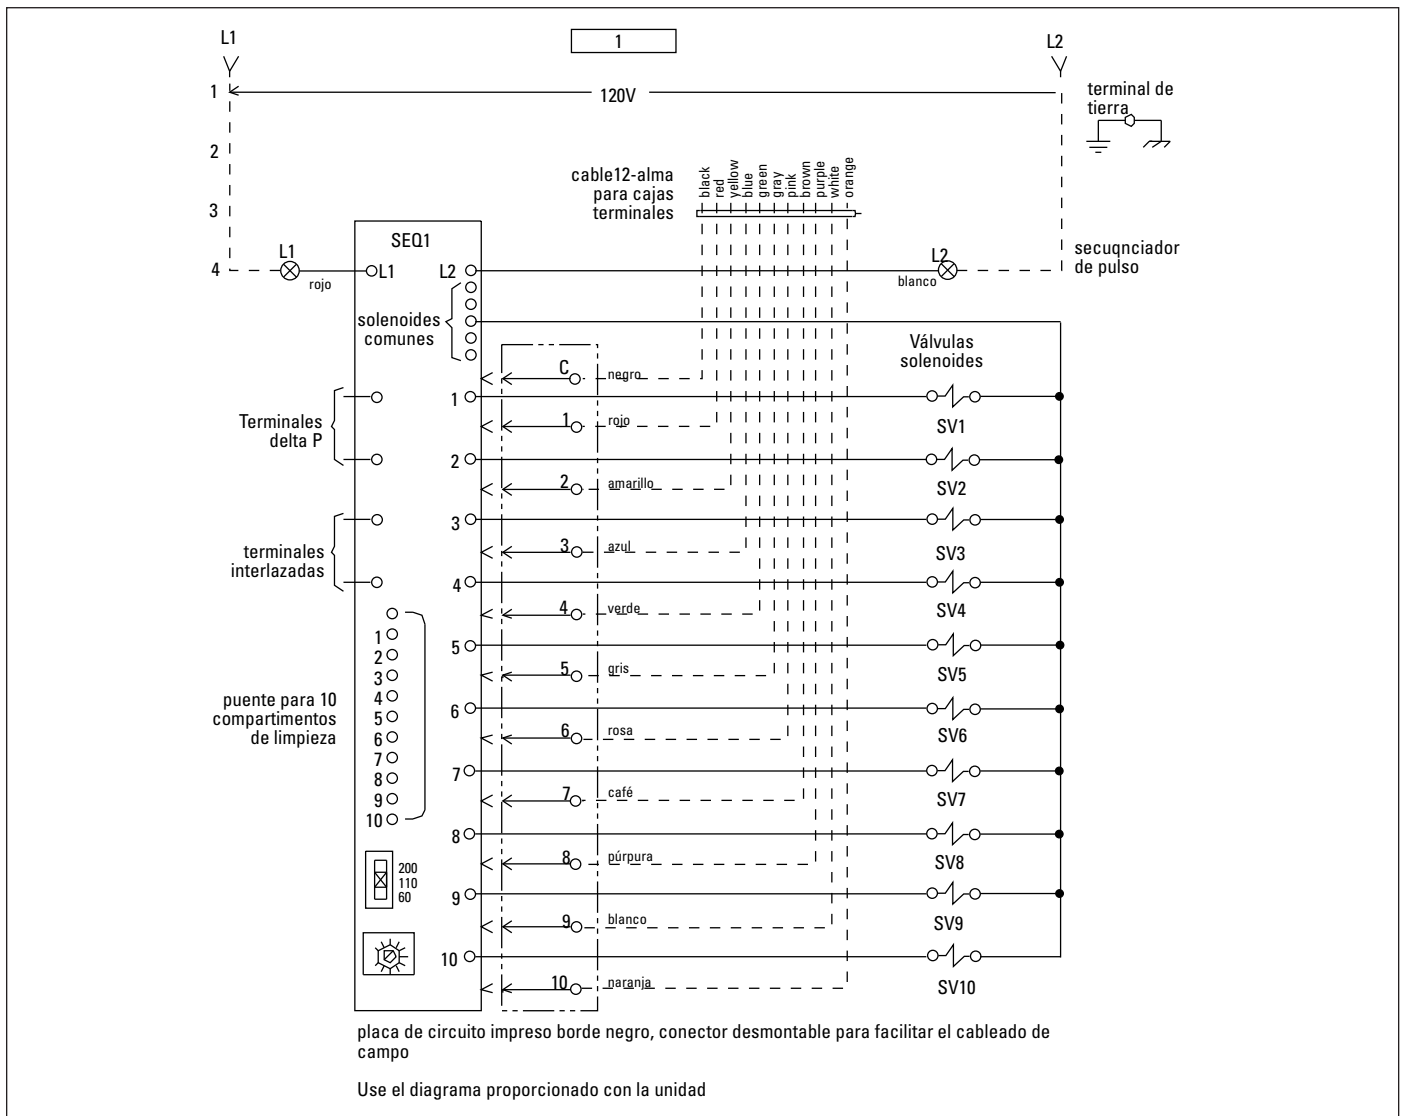 L1
1
L2
1
120V
terminal de
tierra
2
cable12-alma
para cajas
terminales
black
red
yellow
blue
green
gray
pink
brown
purple
white
orange
3
SEQ1
secuqnciador
de pulso
4
L1
rojo
L1
L2
L2
blanco
solenoides
comunes
Válvulas
solenoides
C
negro
1
SV1
Terminales
delta P
1
rojo
2
SV2
2
amarillo
3
SV3
terminales
interlazadas
3
azul
4
SV4
4
verde
5
SV5
5
gris
6
SV6
6
rosa
7
SV7
7
café
8
SV8
8
púrpura
9
SV9
9
blanco
10
SV10
10
naranja
puente para 10
compartimentos
de limpieza
1
2
3
4
5
6
7
8
9
10
200
110
60
placa de circuito impreso borde negro, conector desmontable para facilitar el cableado de
campo
Use el diagrama proporcionado con la unidad